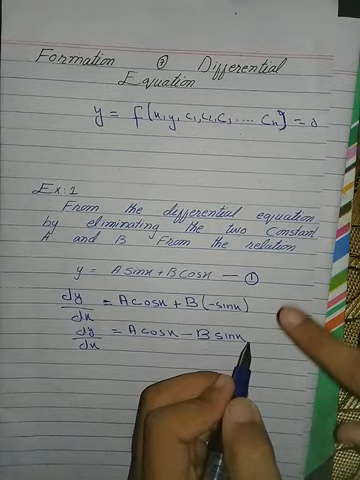 Formation of Differential
Equation
y = f(x,y,c₁,c₂,c₃ .... cₙ) = 0
Ex:1
From the differential equation
by eliminating the two Constant
A and B From the relation
y = A sinx + B cosx — ①
dy/dx = A cosx + B(-sinx)
dy/dx = A cosx - B sinx